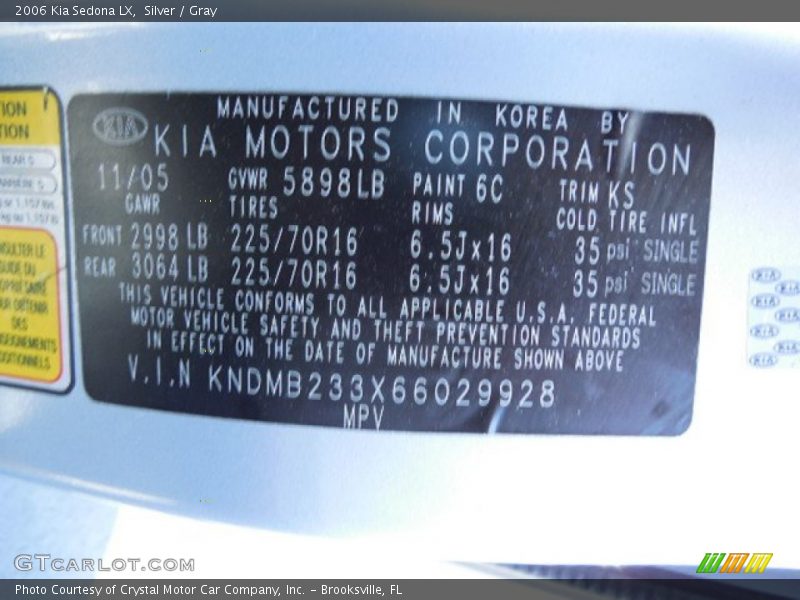 2006 Kia Sedona LX, Silver / Gray
MANUFACTURED IN KOREA BY
KIA KIA MOTORS CORPORATION
11/05 GVWR 5898LB PAINT 6C TRIM KS
GAWR TIRES RIMS COLD TIRE INFL
FRONT 2998 LB 225/70R16 6.5Jx16 35 psi SINGLE
REAR 3064 LB 225/70R16 6.5Jx16 35 psi SINGLE
THIS VEHICLE CONFORMS TO ALL APPLICABLE U.S.A. FEDERAL
MOTOR VEHICLE SAFETY AND THEFT PREVENTION STANDARDS
IN EFFECT ON THE DATE OF MANUFACTURE SHOWN ABOVE
V.I.N KNDMB233X66029928
MPV
GTCarLot.com
Photo Courtesy of Crystal Motor Car Company, Inc. – Brooksville, FL